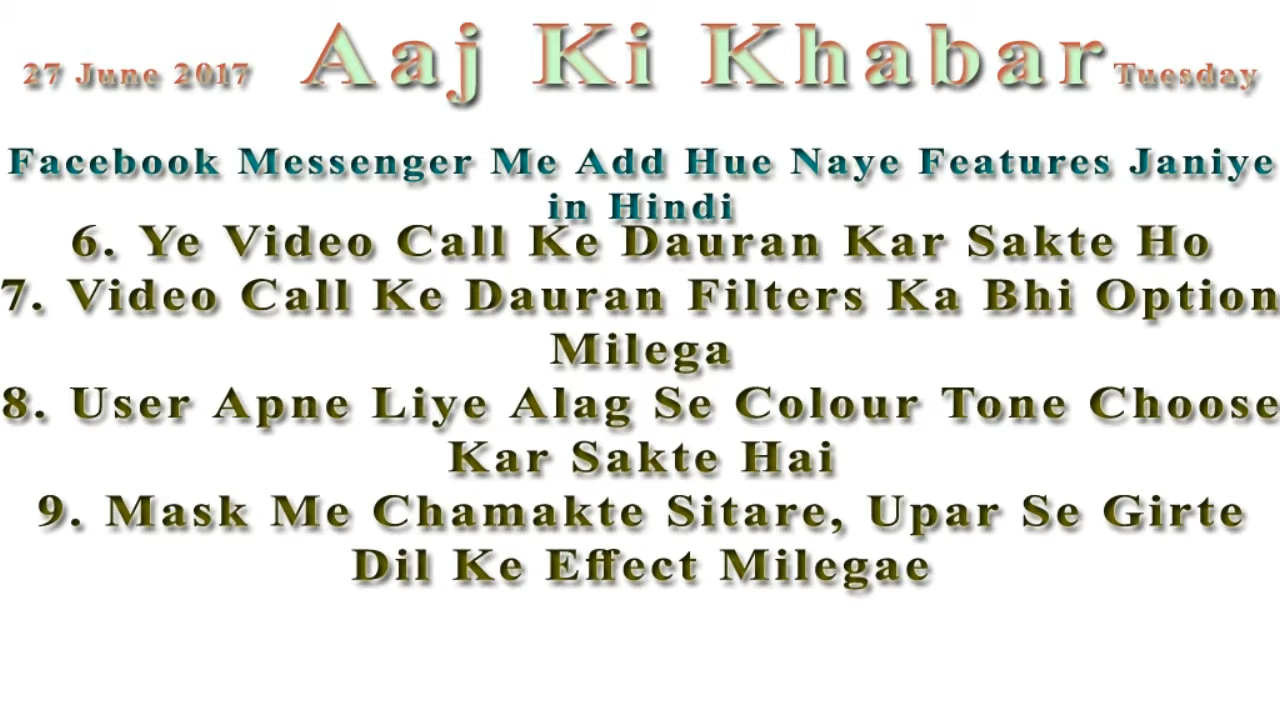 27 June 2017 Aaj Ki Khabar Tuesday
Facebook Messenger Me Add Hue Naye Features Janiye
in Hindi
6. Ye Video Call Ke Dauran Kar Sakte Ho
7. Video Call Ke Dauran Filters Ka Bhi Option
Milega
8. User Apne Liye Alag Se Colour Tone Choose
Kar Sakte Hai
9. Mask Me Chamakte Sitare, Upar Se Girte
Dil Ke Effect Milegae